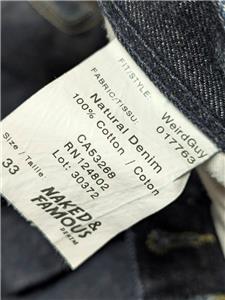 FIT/STYLE: WeirdGuy
017763
FABRIC/TISSU:
Natural Denim
100% Cotton / Coton
CA53268
RN124802
Lot: 30372
Size / Taille
33
NAKED &
FAMOUS
DENIM